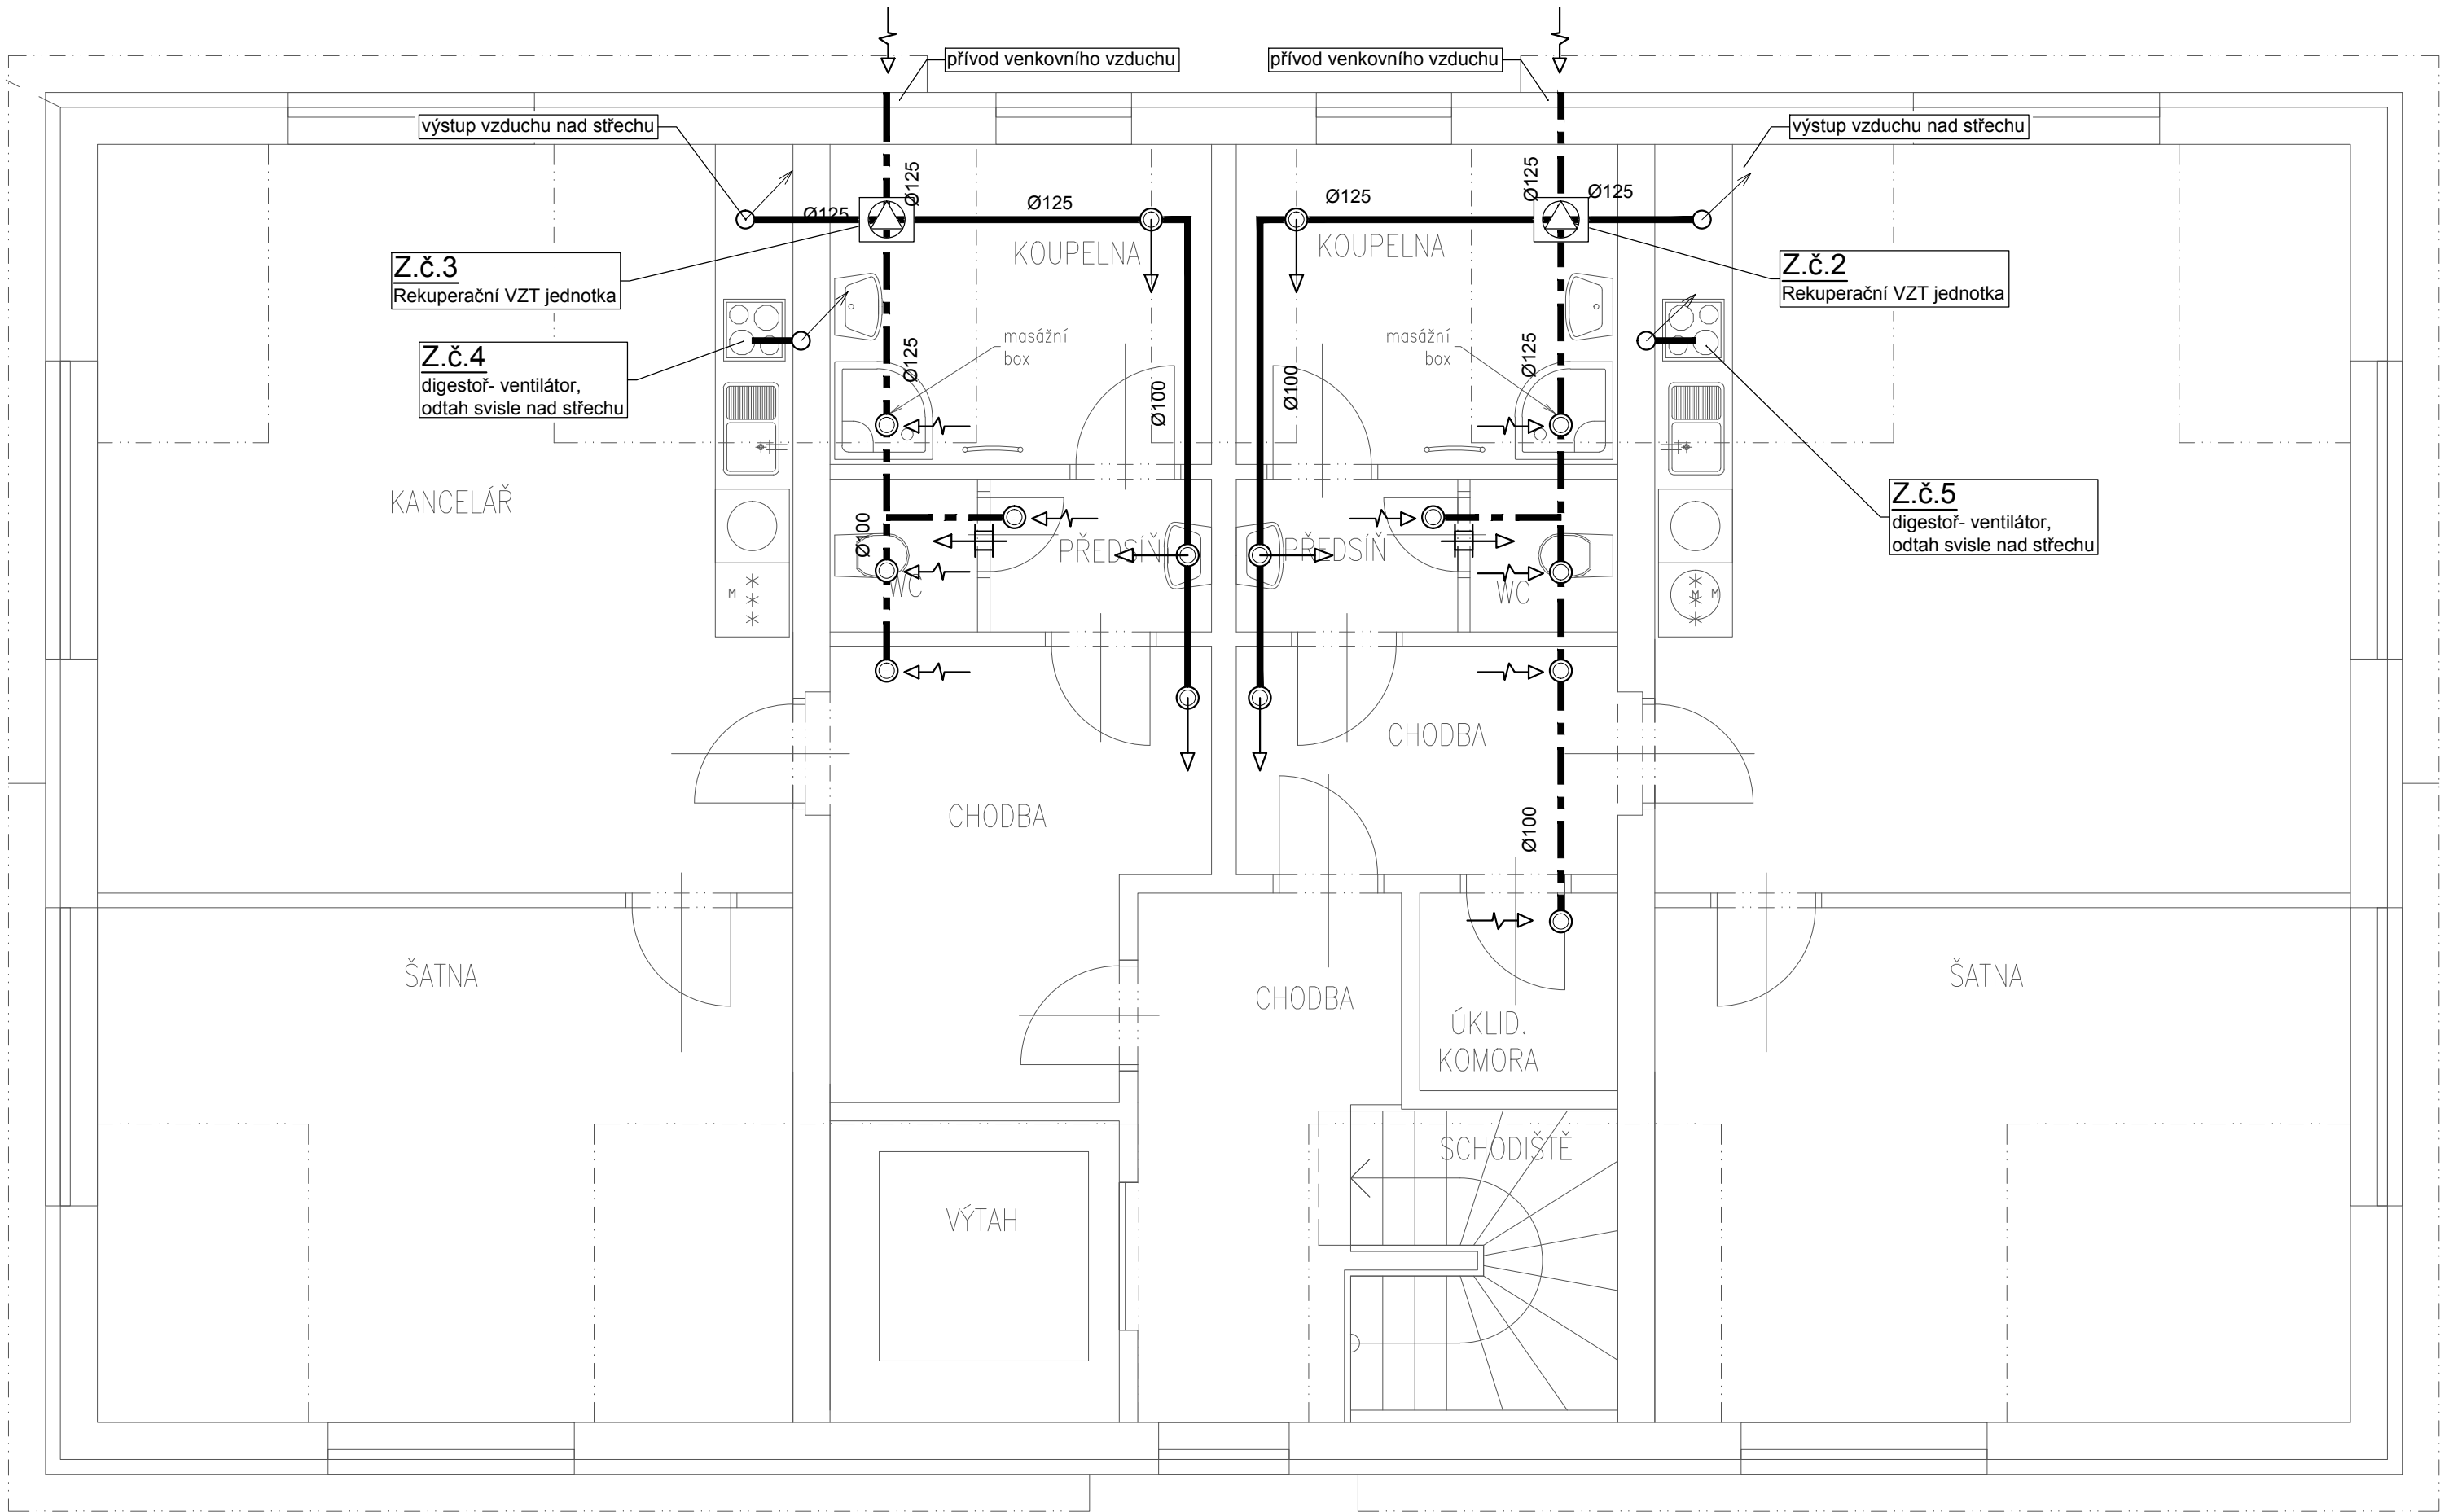 přívod venkovního vzduchu
přívod venkovního vzduchu
výstup vzduchu nad střechu
výstup vzduchu nad střechu
Ø125
Ø125
Ø125
Ø125
Ø125
Ø125
KOUPELNA
KOUPELNA
Z.č.3
Rekuperační VZT jednotka
Z.č.2
Rekuperační VZT jednotka
masážní
box
masážní
box
Z.č.4
digestoř- ventilátor,
odtah svisle nad střechu
Ø125
Ø125
Ø100
Ø100
KANCELÁŘ
Z.č.5
digestoř- ventilátor,
odtah svisle nad střechu
Ø100
PŘEDSÍŇ
PŘEDSÍŇ
WC
WC
M
M
M
CHODBA
CHODBA
Ø100
ŠATNA
ŠATNA
CHODBA
ÚKLID.
KOMORA
SCHODIŠTĚ
VÝTAH